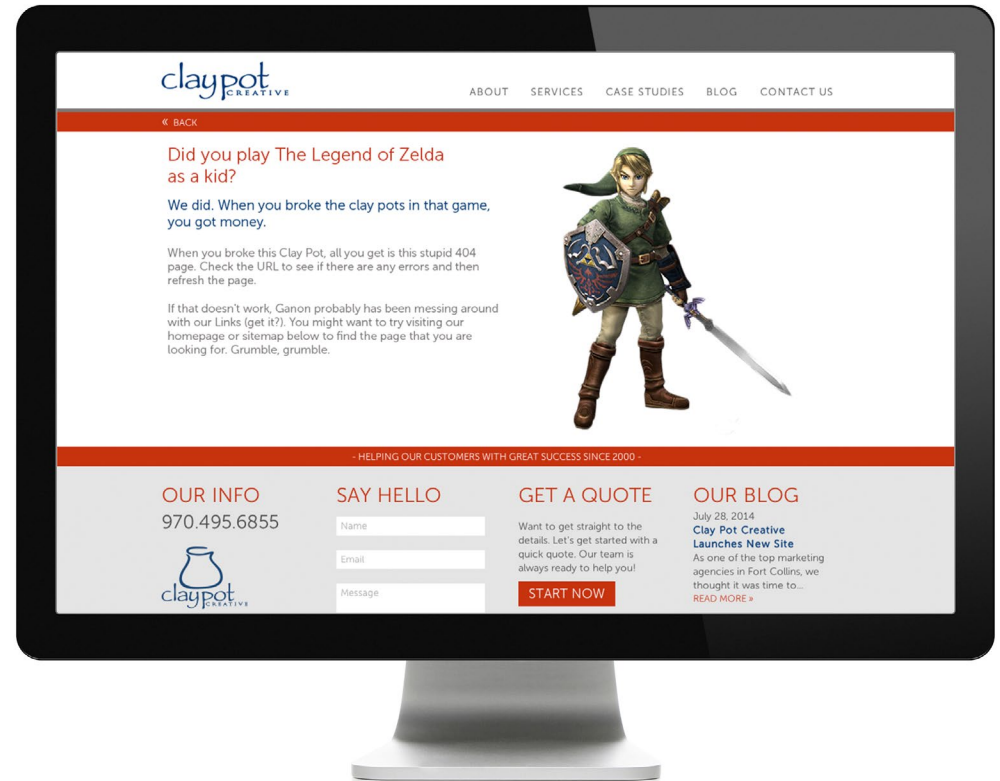 claypot
CREATIVE
ABOUT SERVICES CASE STUDIES BLOG CONTACT US
« BACK
Did you play The Legend of Zelda
as a kid?
We did. When you broke the clay pots in that game,
you got money.
When you broke this Clay Pot, all you get is this stupid 404
page. Check the URL to see if there are any errors and then
refresh the page.
If that doesn't work, Ganon probably has been messing around
with our Links (get it?). You might want to try visiting our
homepage or sitemap below to find the page that you are
looking for. Grumble, grumble.
- HELPING OUR CUSTOMERS WITH GREAT SUCCESS SINCE 2000 -
OUR INFO
970.495.6855
claypot
CREATIVE
SAY HELLO
Name
Email
Message
GET A QUOTE
Want to get straight to the
details. Let's get started with a
quick quote. Our team is
always ready to help you!
START NOW
OUR BLOG
July 28, 2014
Clay Pot Creative
Launches New Site
As one of the top marketing
agencies in Fort Collins, we
thought it was time to...
READ MORE »